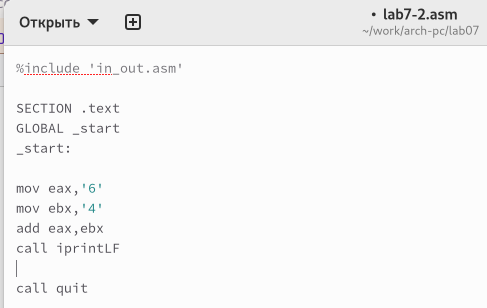 Открыть
• lab7-2.asm
~/work/arch-pc/lab07
%include 'in_out.asm'
SECTION .text
GLOBAL _start
_start:
mov eax,'6'
mov ebx,'4'
add eax,ebx
call iprintLF
call quit